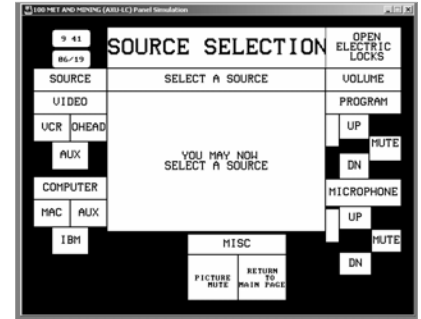 100 MET AND MINING (AXU-LC) Panel Simulation
9 41
06/19
SOURCE SELECTION
OPEN
ELECTRIC
LOCKS
SOURCE
SELECT A SOURCE
VOLUME
VIDEO
PROGRAM
VCR
OHEAD
UP
MUTE
AUX
YOU MAY NOW
SELECT A SOURCE
DN
COMPUTER
MICROPHONE
MAC
AUX
UP
IBM
MISC
MUTE
DN
PICTURE
MUTE
RETURN
TO
MAIN PAGE